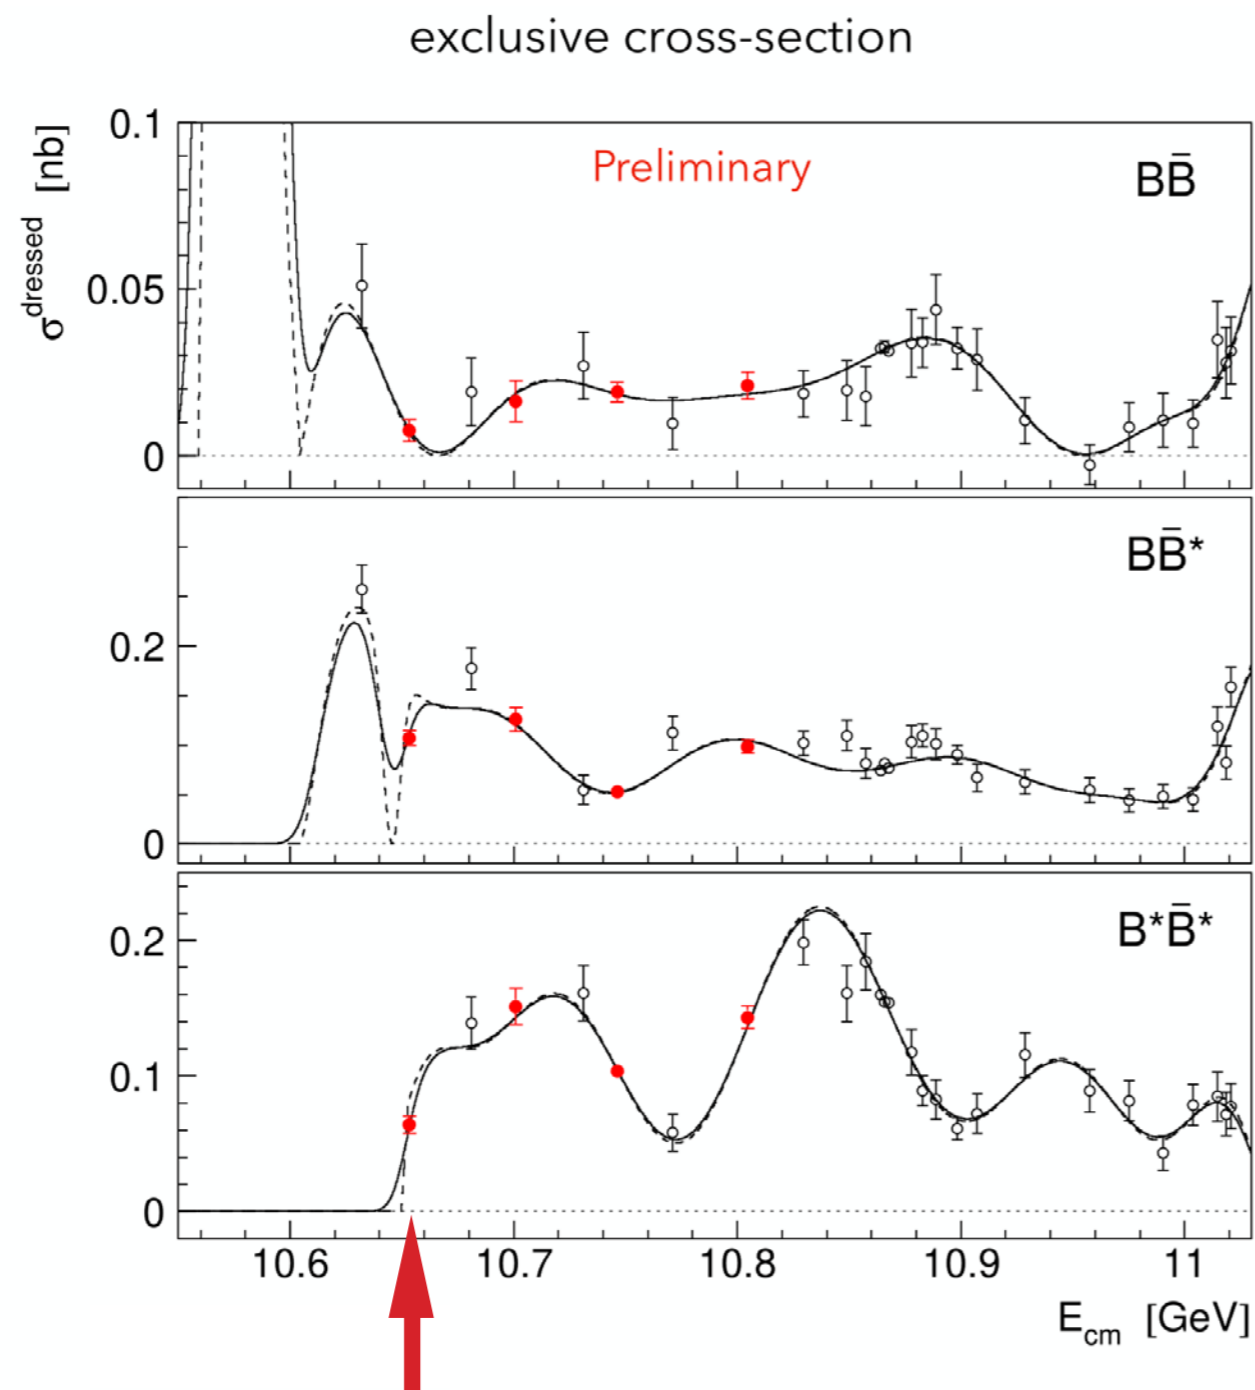 exclusive cross-section
σ^dressed [nb]
0.1
0.05
0
Preliminary
BB̄
0.2
0
BB̄*
0.2
0.1
0
B*B̄*
10.6 10.7 10.8 10.9 11
E_cm [GeV]